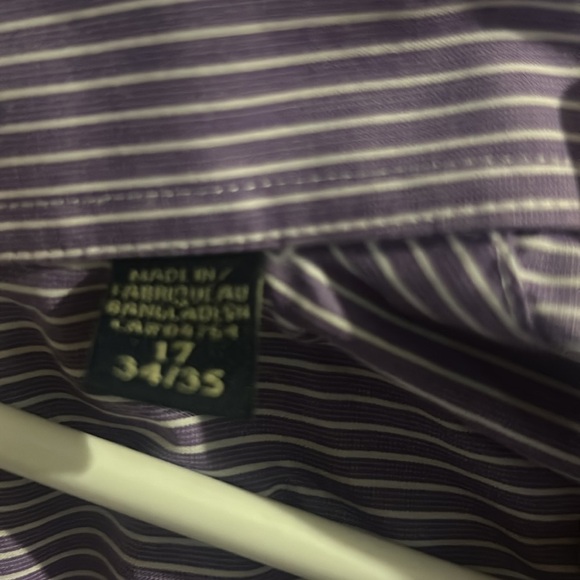 MADE IN/
FABRIQUE AU
BANGLADESH
17
34/35